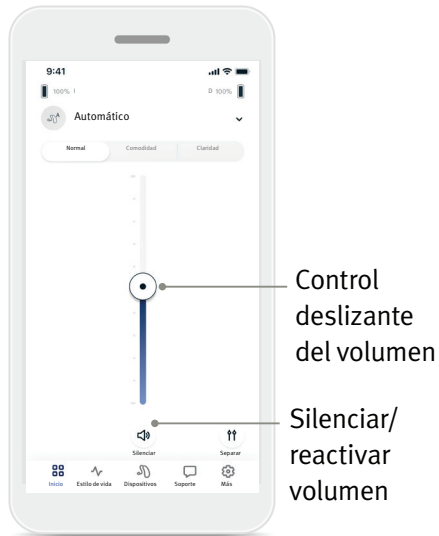 9:41
100% I
D 100%
Automático
Normal
Comodidad
Claridad
Control
deslizante
del volumen
Silenciar/
reactivar
volumen
Silenciar
Separar
Inicio
Estilo de vida
Dispositivos
Soporte
Más